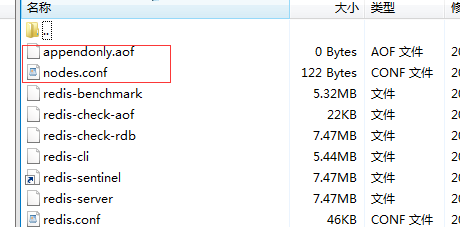 名称 大小 类型
..
appendonly.aof 0 Bytes AOF 文件
nodes.conf 122 Bytes CONF 文件 20
redis-benchmark 5.32MB 文件 20
redis-check-aof 22KB 文件 20
redis-check-rdb 7.47MB 文件 20
redis-cli 5.44MB 文件 20
redis-sentinel 7.47MB 文件 20
redis-server 7.47MB 文件 20
redis.conf 46KB CONF 文件 20